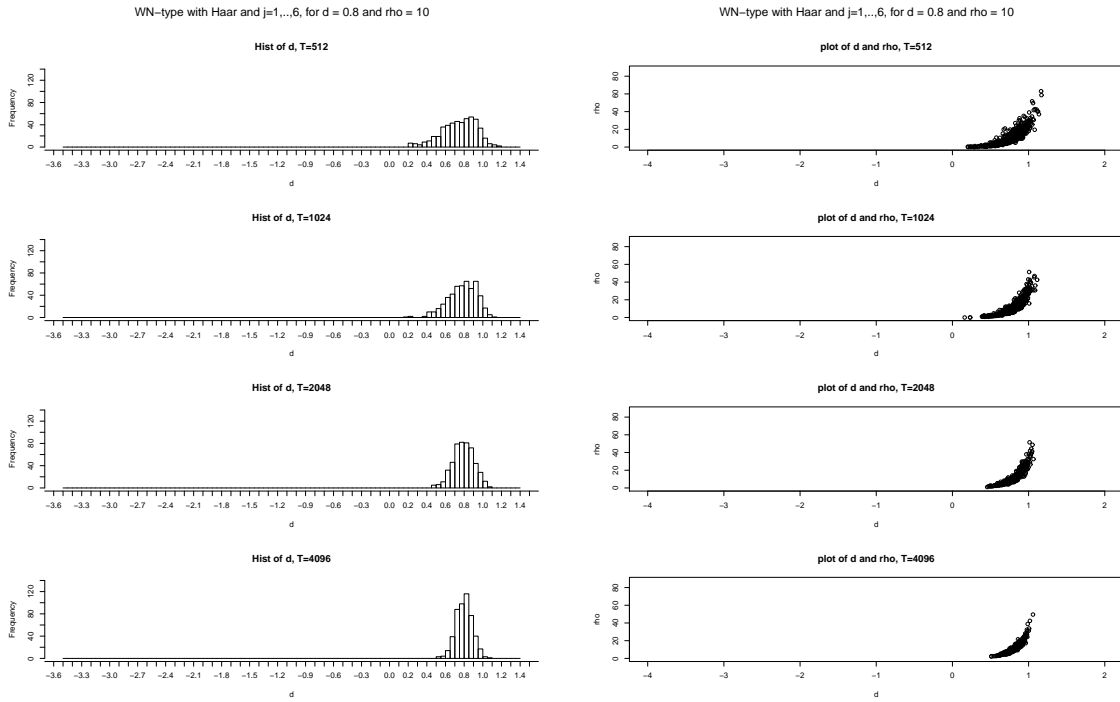 WN−type with Haar and j=1,..,6, for d = 0.8 and rho = 10
Hist of d, T=512
Frequency
0 40 80 120
−3.6 −3.3 −3.0 −2.7 −2.4 −2.1 −1.8 −1.5 −1.2 −0.9 −0.6 −0.3 0.0 0.2 0.4 0.6 0.8 1.0 1.2 1.4
d
Hist of d, T=1024
Frequency
0 40 80 120
−3.6 −3.3 −3.0 −2.7 −2.4 −2.1 −1.8 −1.5 −1.2 −0.9 −0.6 −0.3 0.0 0.2 0.4 0.6 0.8 1.0 1.2 1.4
d
Hist of d, T=2048
Frequency
0 40 80 120
−3.6 −3.3 −3.0 −2.7 −2.4 −2.1 −1.8 −1.5 −1.2 −0.9 −0.6 −0.3 0.0 0.2 0.4 0.6 0.8 1.0 1.2 1.4
d
Hist of d, T=4096
Frequency
0 40 80 120
−3.6 −3.3 −3.0 −2.7 −2.4 −2.1 −1.8 −1.5 −1.2 −0.9 −0.6 −0.3 0.0 0.2 0.4 0.6 0.8 1.0 1.2 1.4
d
WN−type with Haar and j=1,..,6, for d = 0.8 and rho = 10
plot of d and rho, T=512
rho
0 20 40 60 80
−4 −3 −2 −1 0 1 2
d
plot of d and rho, T=1024
rho
0 20 40 60 80
−4 −3 −2 −1 0 1 2
d
plot of d and rho, T=2048
rho
0 20 40 60 80
−4 −3 −2 −1 0 1 2
d
plot of d and rho, T=4096
rho
0 20 40 60 80
−4 −3 −2 −1 0 1 2
d